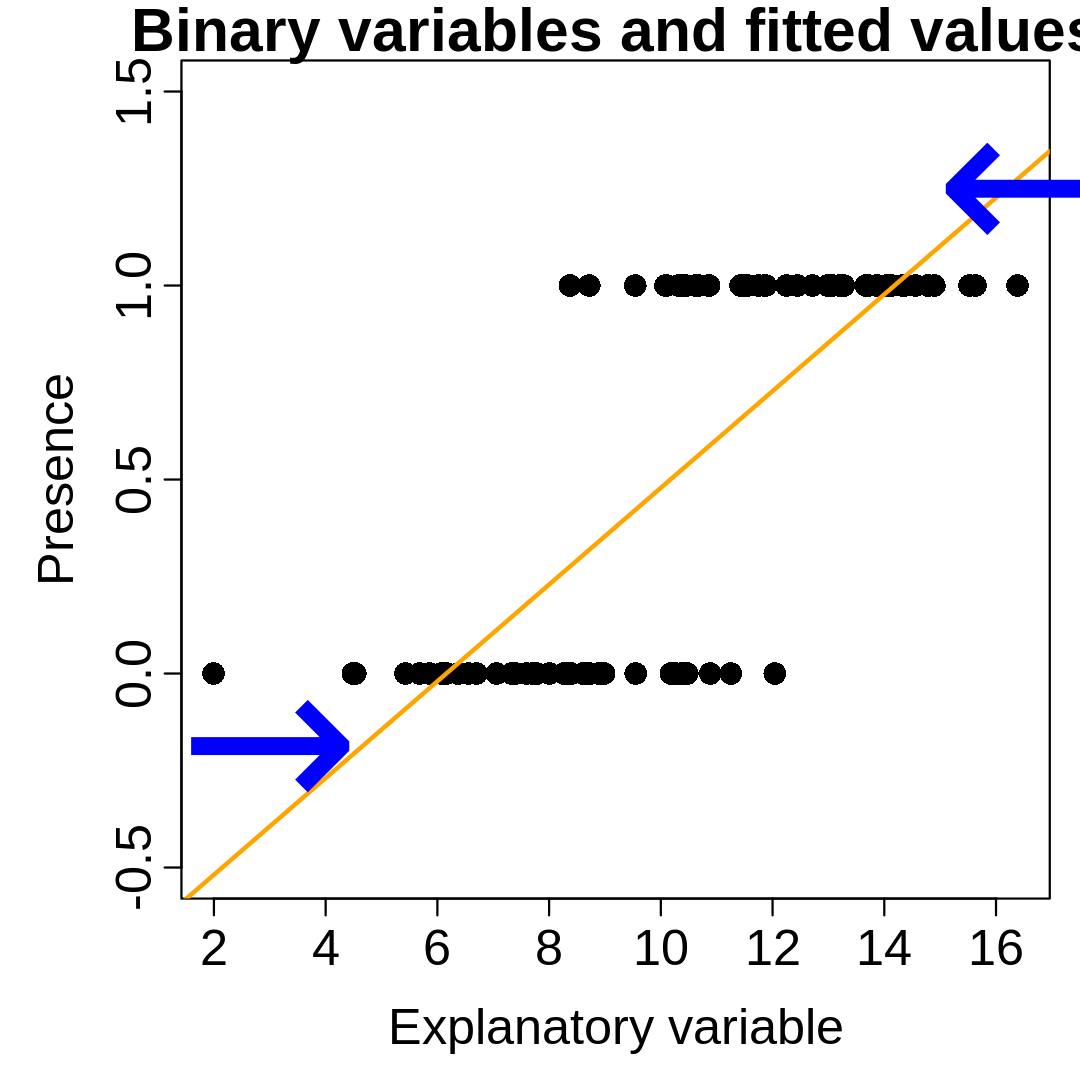 Binary variables and fitted values
1.5
1.0
0.5
0.0
-0.5
Presence
2 4 6 8 10 12 14 16
Explanatory variable